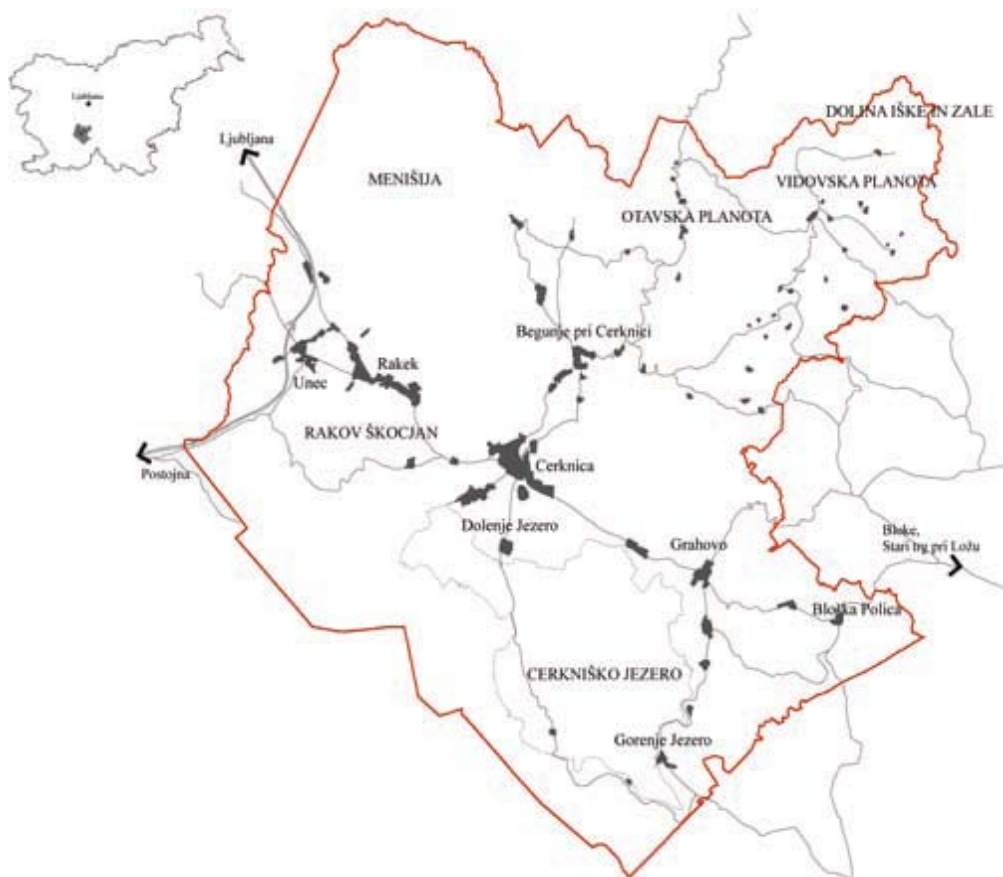 Ljubljana
Ljubljana
DOLINA IŠKE IN ZALE
MENIŠIJA
VIDOVSKA PLANOTA
OTAVSKA PLANOTA
Begunje pri Cerknici
Rakek
Unec
RAKOV ŠKOCJAN
Cerknica
Postojna
Dolenje Jezero
Grahovo
Bloke,
Stari trg pri Ložu
Bloška Polica
CERKNIŠKO JEZERO
Gorenje Jezero